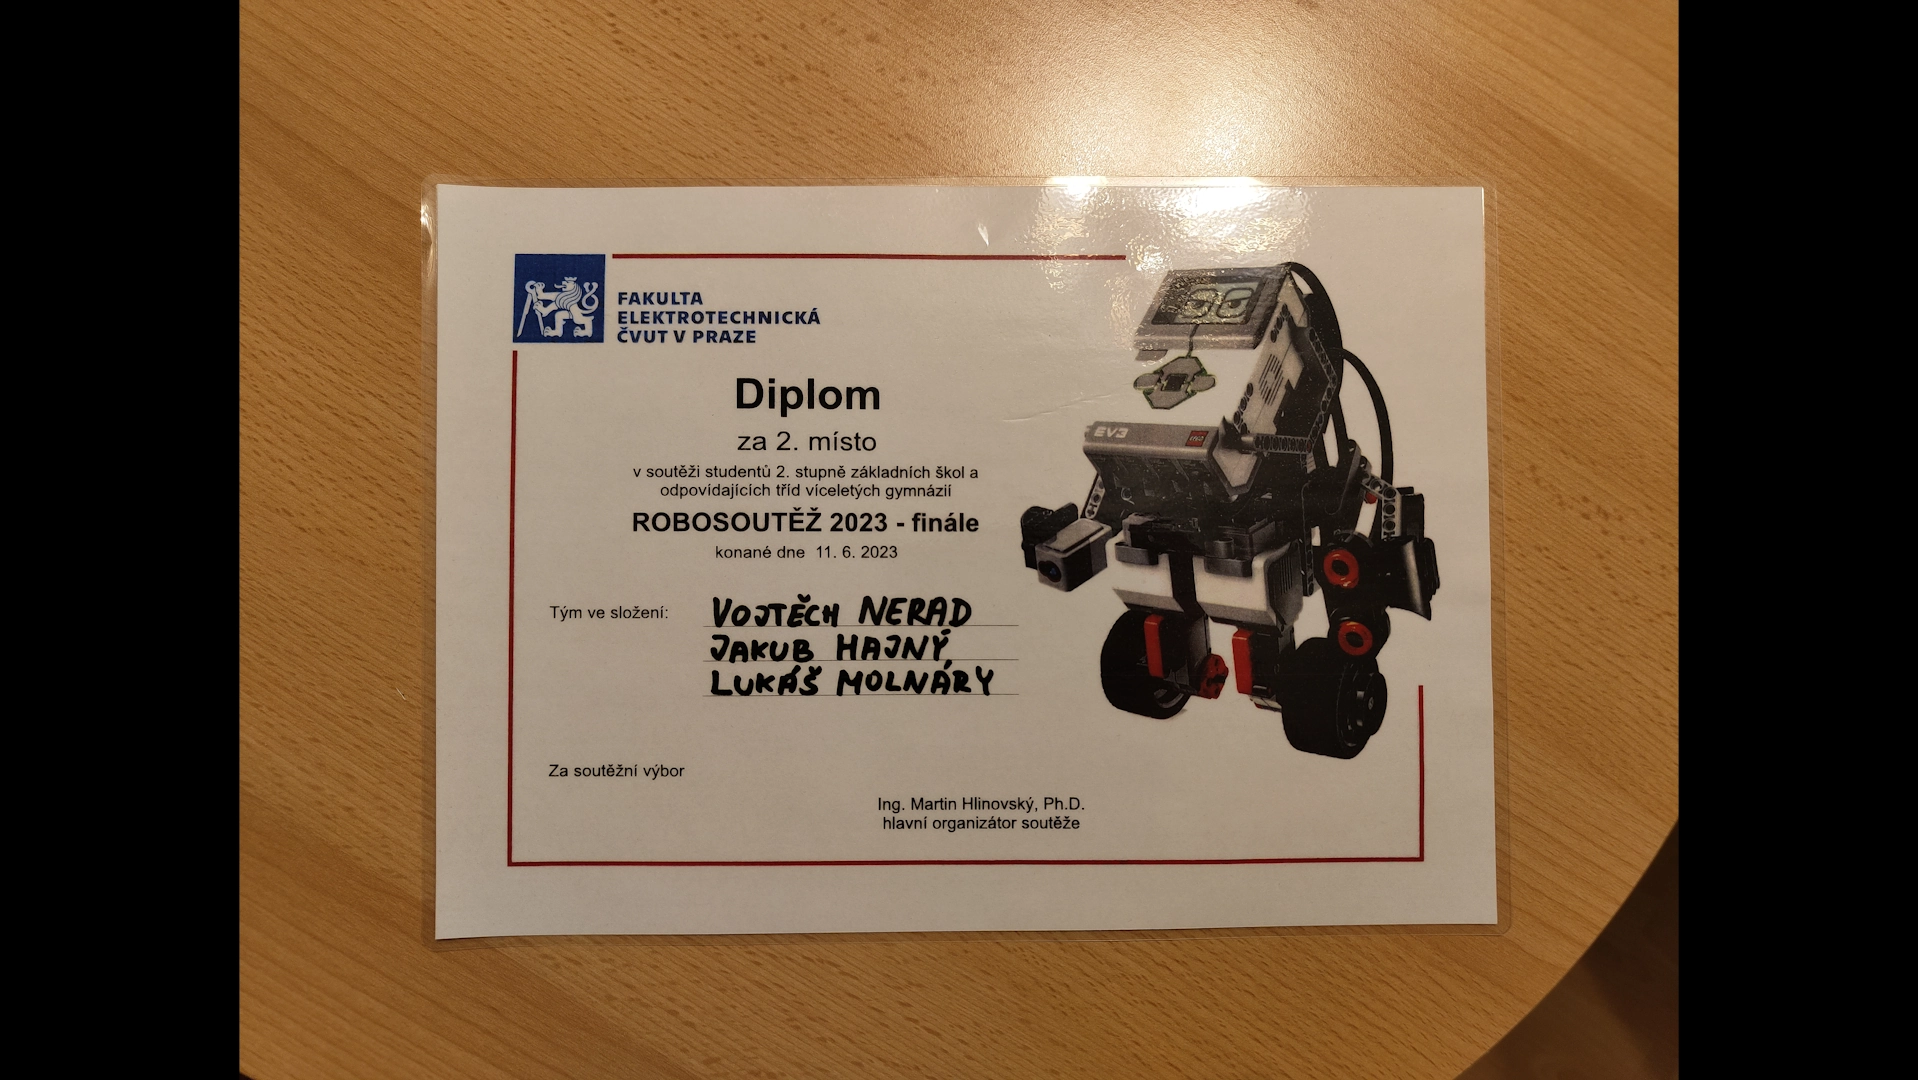 FAKULTA
ELEKTROTECHNICKÁ
ČVUT V PRAZE
Diplom
za 2. místo
v soutěži studentů 2. stupně základních škol a
odpovídajících tříd víceletých gymnázií
ROBOSOUTĚŽ 2023 - finále
konané dne 11. 6. 2023
Tým ve složení: VOJTĚCH NERAD
JAKUB HAJNÝ
LUKÁŠ MOLNÁRY
Za soutěžní výbor
Ing. Martin Hlinovský, Ph.D.
hlavní organizátor soutěže
EV3